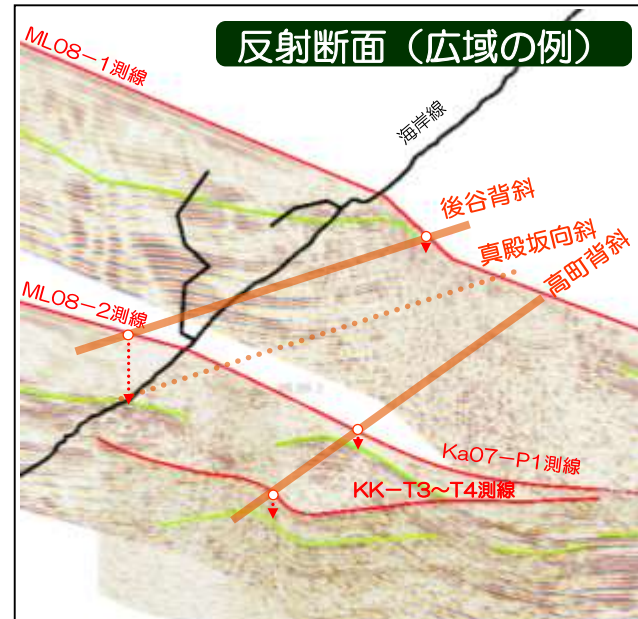 反射断面（広域の例）
ML08－1測線
海岸線
後谷背斜
真殿坂向斜
高町背斜
ML08－2測線
Ka07－P1測線
KK－T3～T4測線